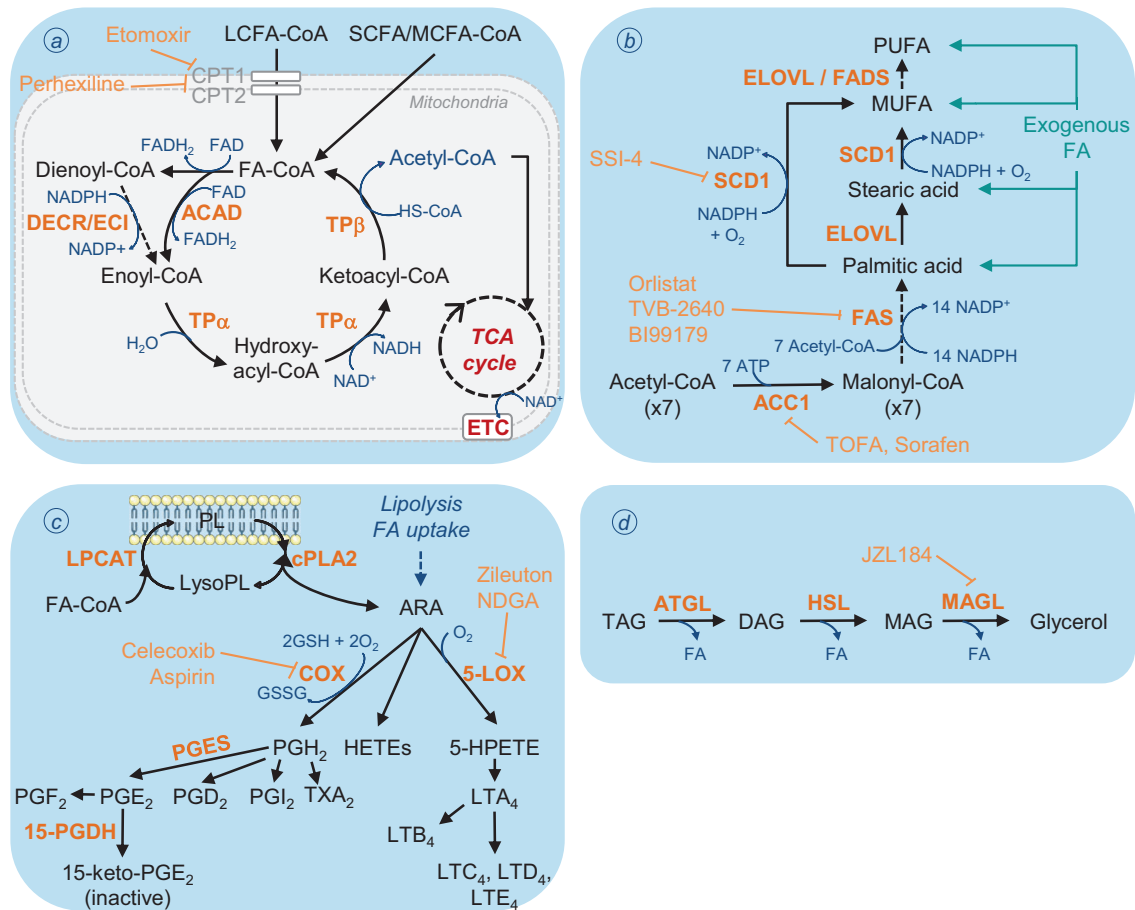 a
Etomoxir
LCFA-CoA
SCFA/MCFA-CoA
Perhexiline
CPT1
CPT2
Mitochondria
FADH₂
FAD
Acetyl-CoA
Dienoyl-CoA
FA-CoA
NADPH
FAD
DECR/ECI
ACAD
TPβ
HS-CoA
NADP+
FADH₂
Enoyl-CoA
Ketoacyl-CoA
TPα
TPα
H₂O
NADH
Hydroxy-
acyl-CoA
NAD⁺
TCA
cycle
NAD⁺
ETC
b
PUFA
ELOVL / FADS
MUFA
Exogenous
FA
NADP⁺
SCD1
NADPH + O₂
SSI-4
NADP⁺
SCD1
NADPH
+ O₂
Stearic acid
ELOVL
Palmitic acid
Orlistat
TVB-2640
BI99179
FAS
14 NADP⁺
7 Acetyl-CoA
14 NADPH
7 ATP
Acetyl-CoA
(x7)
Malonyl-CoA
(x7)
ACC1
TOFA, Sorafen
c
PL
Lipolysis
FA uptake
LPCAT
cPLA2
LysoPL
FA-CoA
ARA
Zileuton
NDGA
2GSH + 2O₂
O₂
Celecoxib
Aspirin
COX
5-LOX
GSSG
PGES
PGH₂
HETEs
5-HPETE
PGF₂
PGE₂
PGD₂
PGI₂
TXA₂
LTA₄
15-PGDH
LTB₄
15-keto-PGE₂
(inactive)
LTC₄, LTD₄,
LTE₄
d
JZL184
ATGL
HSL
MAGL
TAG
DAG
MAG
Glycerol
FA
FA
FA